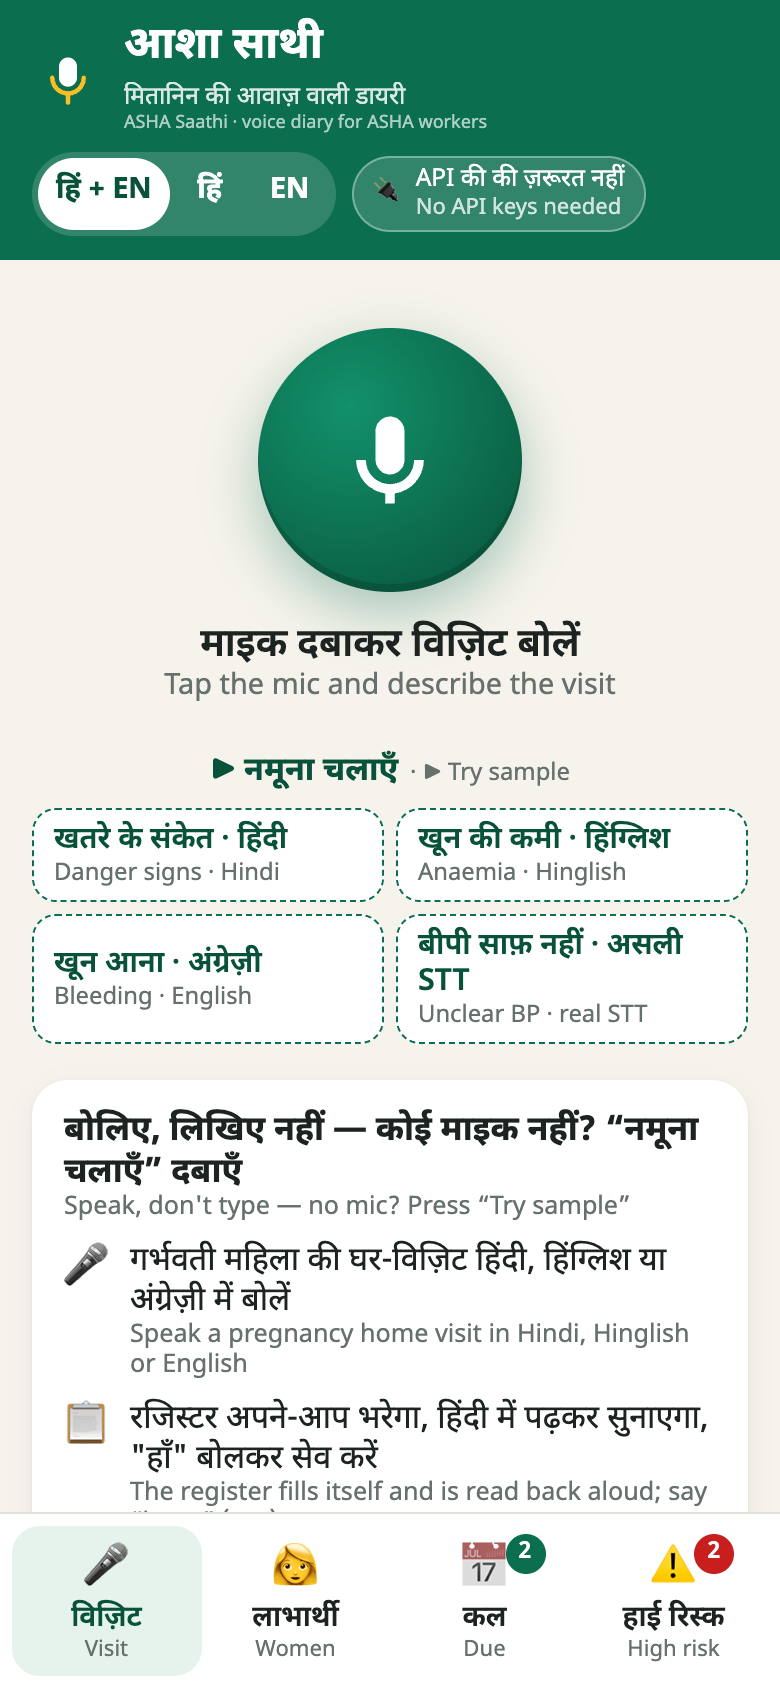 आशा साथी
मितानिन की आवाज़ वाली डायरी
ASHA Saathi · voice diary for ASHA workers
हिं + EN
हिं
EN
API की की ज़रूरत नहीं
No API keys needed
माइक दबाकर विज़िट बोलें
Tap the mic and describe the visit
▶ नमूना चलाएँ · ▶ Try sample
खतरे के संकेत · हिंदी
Danger signs · Hindi
खून की कमी · हिंग्लिश
Anaemia · Hinglish
खून आना · अंग्रेज़ी
Bleeding · English
बीपी साफ़ नहीं · असली
STT
Unclear BP · real STT
बोलिए, लिखिए नहीं — कोई माइक नहीं? “नमूना
चलाएँ” दबाएँ
Speak, don't type — no mic? Press “Try sample”
गर्भवती महिला की घर-विज़िट हिंदी, हिंग्लिश या
अंग्रेज़ी में बोलें
Speak a pregnancy home visit in Hindi, Hinglish
or English
रजिस्टर अपने-आप भरेगा, हिंदी में पढ़कर सुनाएगा,
"हाँ" बोलकर सेव करें
The register fills itself and is read back aloud; say
विज़िट
Visit
लाभार्थी
Women
JUL
17
2
कल
Due
2
हाई रिस्क
High risk